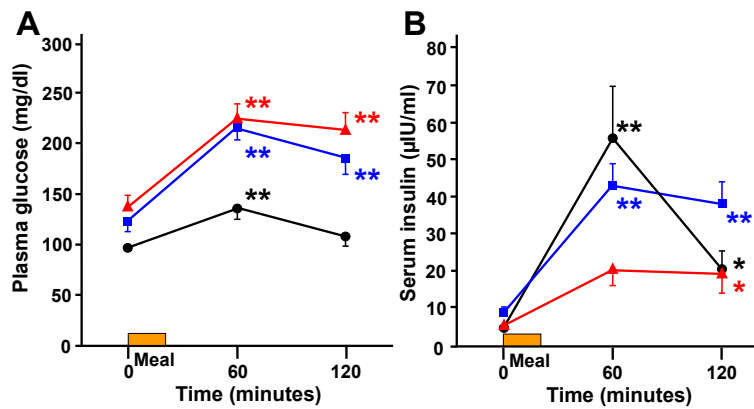 A
Plasma glucose (mg/dl)
300
250
200
150
100
50
0
**
**
**
**
**
Meal
0 60 120
Time (minutes)
B
Serum insulin (µIU/ml)
80
70
60
50
40
30
20
10
0
**
**
**
*
*
Meal
0 60 120
Time (minutes)